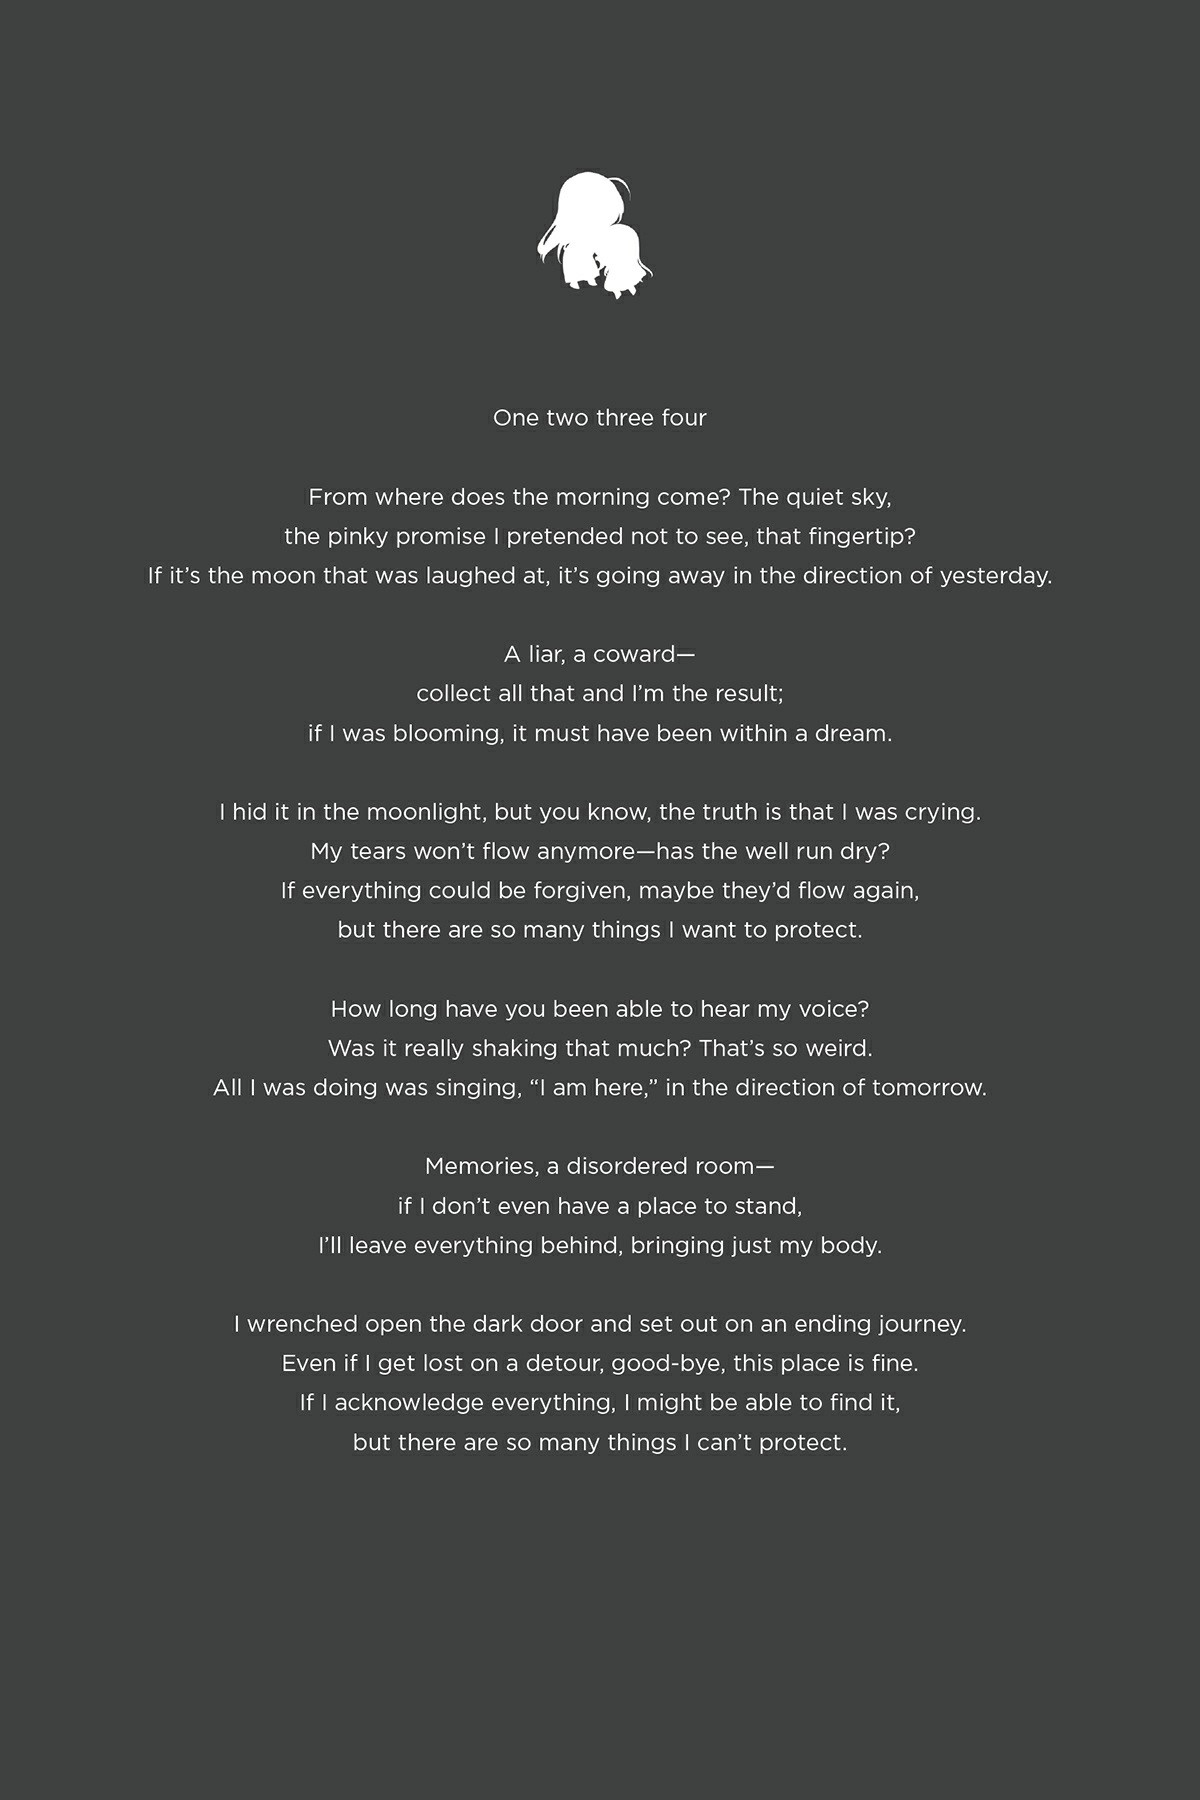 One two three four
From where does the morning come? The quiet sky,
the pinky promise I pretended not to see, that fingertip?
If it’s the moon that was laughed at, it’s going away in the direction of yesterday.
A liar, a coward—
collect all that and I’m the result;
if I was blooming, it must have been within a dream.
I hid it in the moonlight, but you know, the truth is that I was crying.
My tears won’t flow anymore—has the well run dry?
If everything could be forgiven, maybe they’d flow again,
but there are so many things I want to protect.
How long have you been able to hear my voice?
Was it really shaking that much? That’s so weird.
All I was doing was singing, “I am here,” in the direction of tomorrow.
Memories, a disordered room—
if I don’t even have a place to stand,
I’ll leave everything behind, bringing just my body.
I wrenched open the dark door and set out on an ending journey.
Even if I get lost on a detour, good-bye, this place is fine.
If I acknowledge everything, I might be able to find it,
but there are so many things I can’t protect.